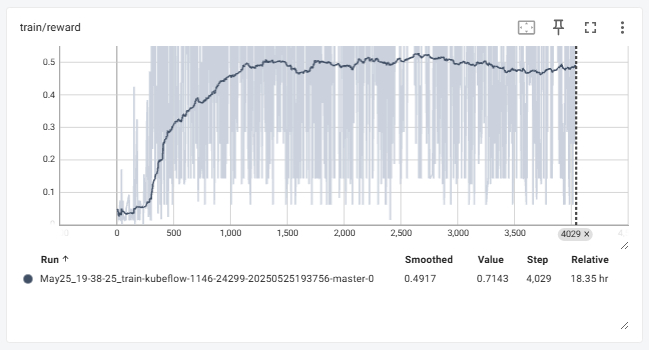 train/reward
0.5
0.4
0.3
0.2
0.1
0 500 1,000 1,500 2,000 2,500 3,000 3,500 4029 ×
Run ↑ Smoothed Value Step Relative
May25_19-38-25_train-kubeflow-1146-24299-20250525193756-master-0 0.4917 0.7143 4,029 18.35 hr